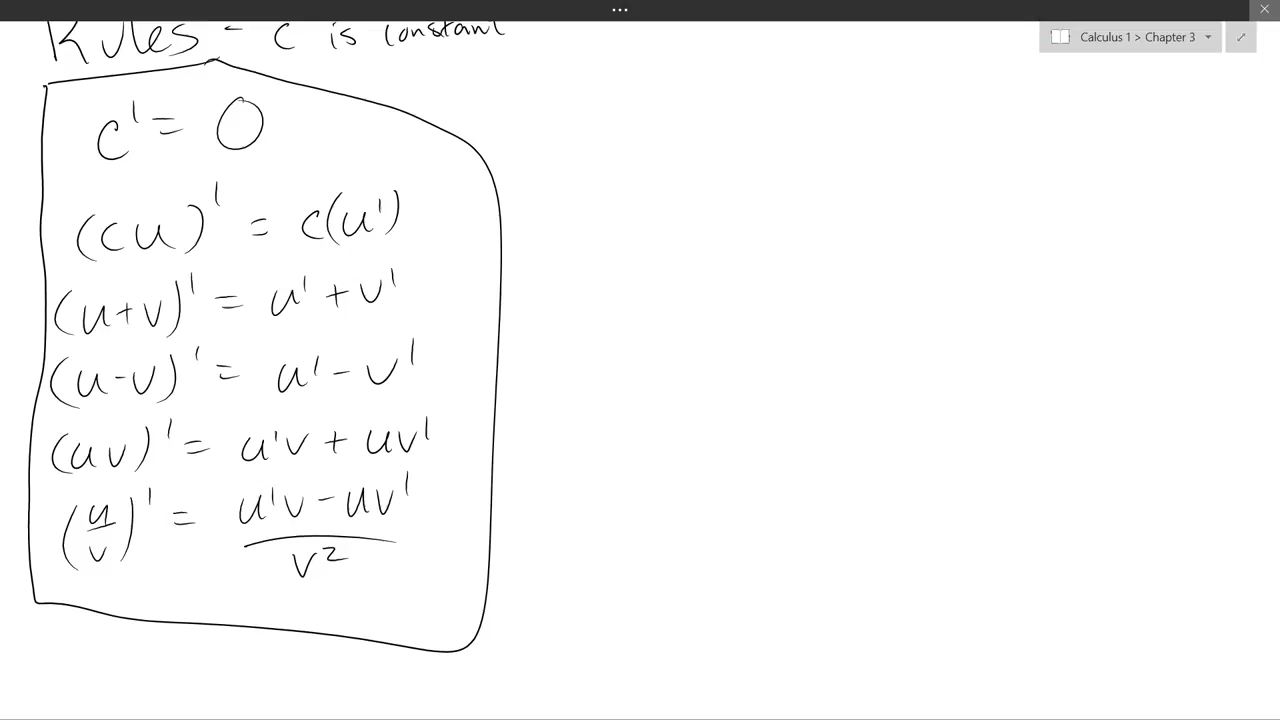 ...
Calculus 1 > Chapter 3
Rules - c is constant
c' = 0
(cu)' = c(u')
(u+v)' = u' + v'
(u-v)' = u' - v'
(uv)' = u'v + uv'
(u/v)' = (u'v - uv')/v²